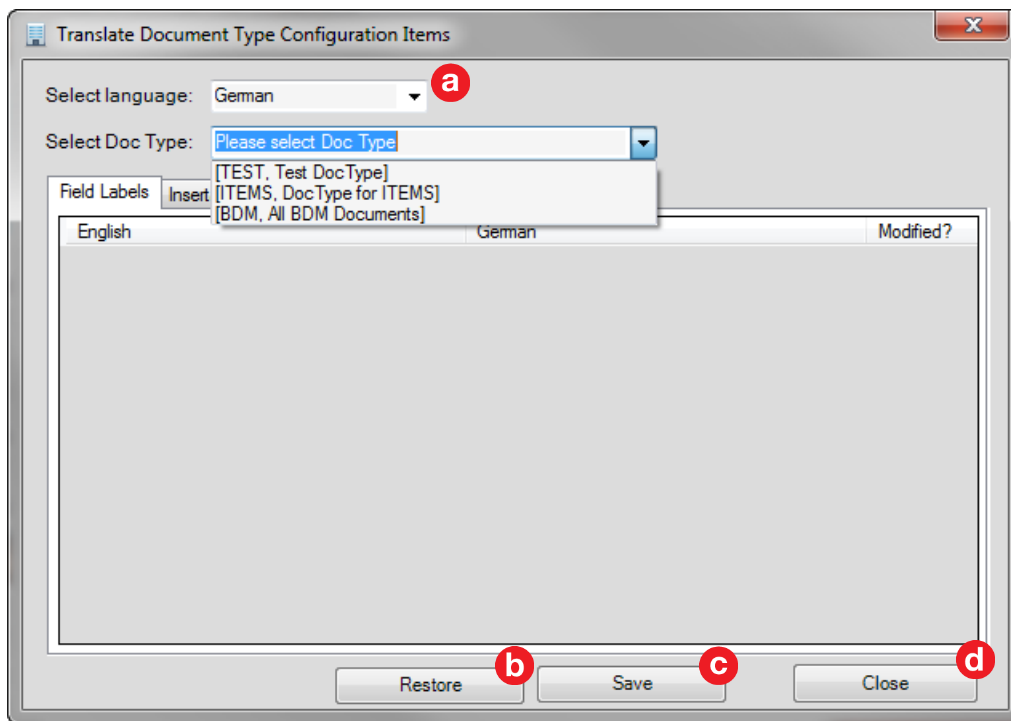 Translate Document Type Configuration Items
x
Select language: German a
Select Doc Type: Please select Doc Type
[TEST, Test DocType]
[ITEMS, DocType for ITEMS]
[BDM, All BDM Documents]
Field Labels Insert
English German Modified?
Restore b Save c Close d